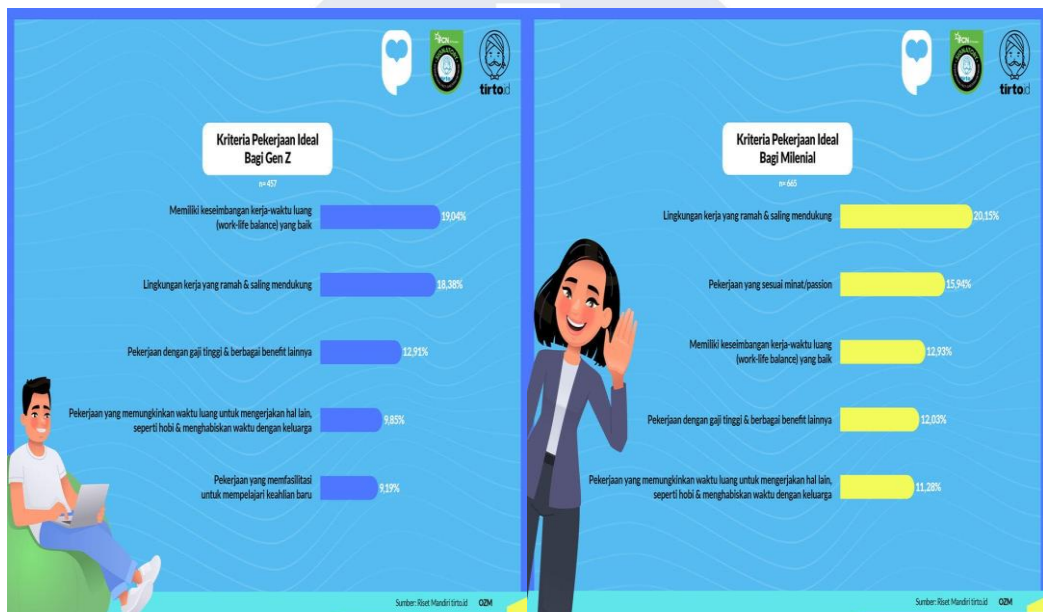 tirto.id
Kriteria Pekerjaan Ideal
Bagi Gen Z
n= 457
Memiliki keseimbangan kerja-waktu luang
(work-life balance) yang baik
19,04%
Lingkungan kerja yang ramah & saling mendukung
18,38%
Pekerjaan dengan gaji tinggi & berbagai benefit lainnya
12,91%
Pekerjaan yang memungkinkan waktu luang untuk mengerjakan hal lain,
seperti hobi & menghabiskan waktu dengan keluarga
9,85%
Pekerjaan yang memfasilitasi
untuk mempelajari keahlian baru
9,19%
Sumber: Riset Mandiri tirto.id OZM
tirto.id
Kriteria Pekerjaan Ideal
Bagi Milenial
n= 665
Lingkungan kerja yang ramah & saling mendukung
20,15%
Pekerjaan yang sesuai minat/passion
15,94%
Memiliki keseimbangan kerja-waktu luang
(work-life balance) yang baik
12,93%
Pekerjaan dengan gaji tinggi & berbagai benefit lainnya
12,03%
Pekerjaan yang memungkinkan waktu luang untuk mengerjakan hal lain,
seperti hobi & menghabiskan waktu dengan keluarga
11,28%
Sumber: Riset Mandiri tirto.id OZM